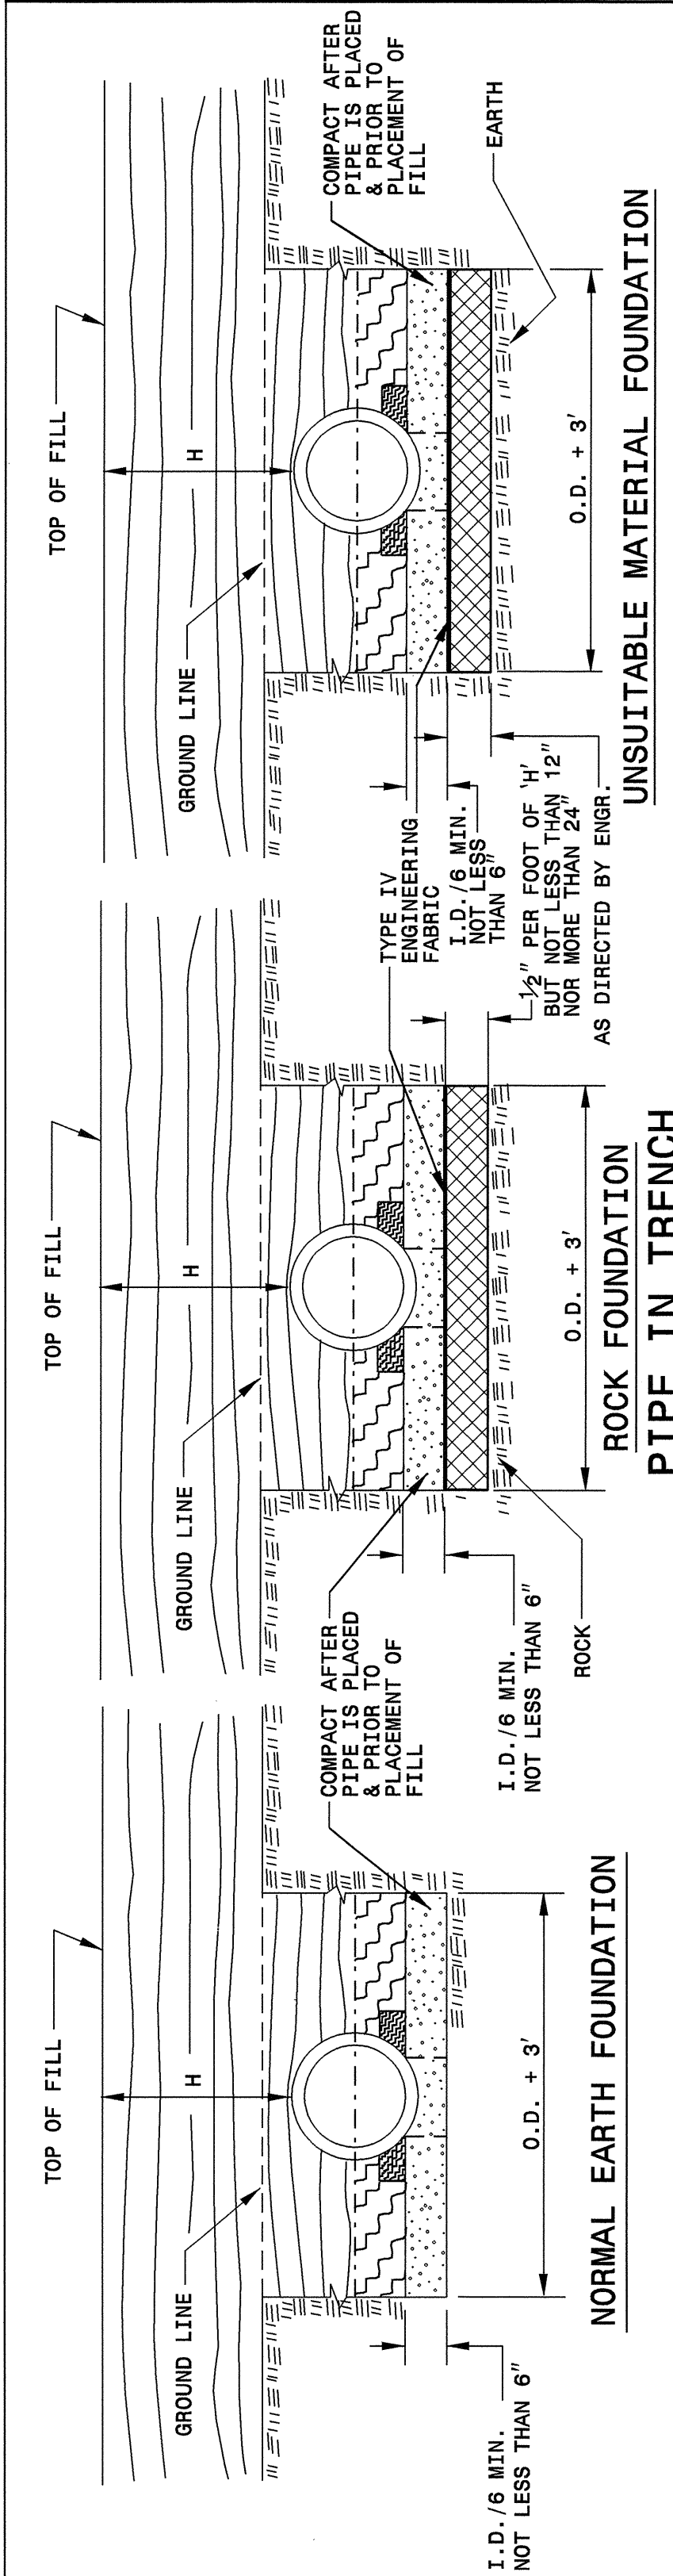 TOP OF FILL
H
GROUND LINE
COMPACT AFTER
PIPE IS PLACED
& PRIOR TO
PLACEMENT OF
FILL
I.D./6 MIN.
NOT LESS THAN 6"
O.D. + 3'
NORMAL EARTH FOUNDATION
TOP OF FILL
H
GROUND LINE
I.D./6 MIN.
NOT LESS THAN 6"
ROCK
O.D. + 3'
ROCK FOUNDATION
PIPE IN TRENCH
TYPE IV
ENGINEERING
FABRIC
I.D./6 MIN.
NOT LESS
THAN 6"
1/2" PER FOOT OF 'H'
BUT NOT LESS THAN 12"
NOR MORE THAN 24"
AS DIRECTED BY ENGR.
TOP OF FILL
H
GROUND LINE
COMPACT AFTER
PIPE IS PLACED
& PRIOR TO
PLACEMENT OF
FILL
EARTH
O.D. + 3'
UNSUITABLE MATERIAL FOUNDATION